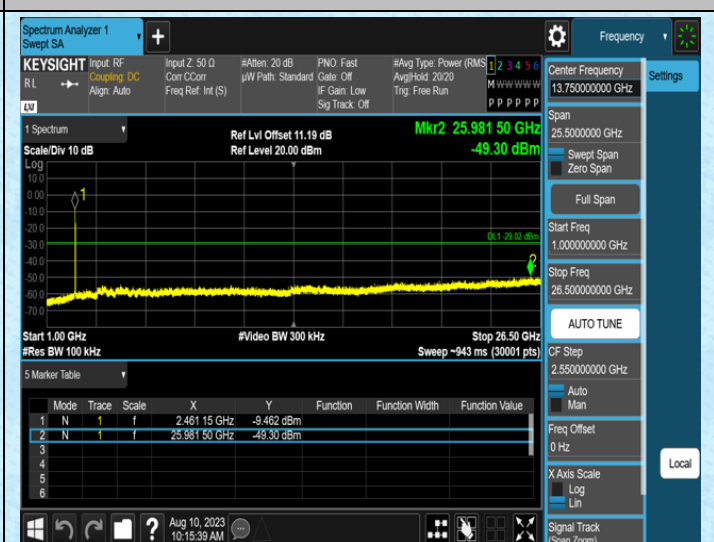 Spectrum Analyzer 1
Swept SA
+
Frequency
KEYSIGHT
RL
LXI
Input: RF
Coupling: DC
Align: Auto
Input Z: 50 Ω
Corr CCorr
Freq Ref: Int (S)
#Atten: 20 dB
µW Path: Standard
PNO: Fast
Gate: Off
IF Gain: Low
Sig Track: Off
#Avg Type: Power (RMS
Avg|Hold: 20/20
Trig: Free Run
1 2 3 4 5 6
M W W W W W
P P P P P P
Center Frequency
13.750000000 GHz
Settings
Span
25.5000000 GHz
Swept Span
Zero Span
Full Span
Start Freq
1.000000000 GHz
Stop Freq
26.500000000 GHz
AUTO TUNE
CF Step
2.550000000 GHz
Auto
Man
Freq Offset
0 Hz
X Axis Scale
Log
Lin
Signal Track
(Span Zoom)
Local
1 Spectrum
Scale/Div 10 dB
Ref Lvl Offset 11.19 dB
Ref Level 20.00 dBm
Mkr2 25.981 50 GHz
-49.30 dBm
Log
10.0
0.00
-10.0
-20.0
-30.0
-40.0
-50.0
-60.0
-70.0
1
DL1 -29.02 dBm
2
Start 1.00 GHz
#Video BW 300 kHz
Stop 26.50 GHz
#Res BW 100 kHz
Sweep ~943 ms (30001 pts)
5 Marker Table
Mode Trace Scale X Y Function Function Width Function Value
1 N 1 f 2.461 15 GHz -9.462 dBm
2 N 1 f 25.981 50 GHz -49.30 dBm
3
4
5
6
?
Aug 10, 2023
10:15:39 AM